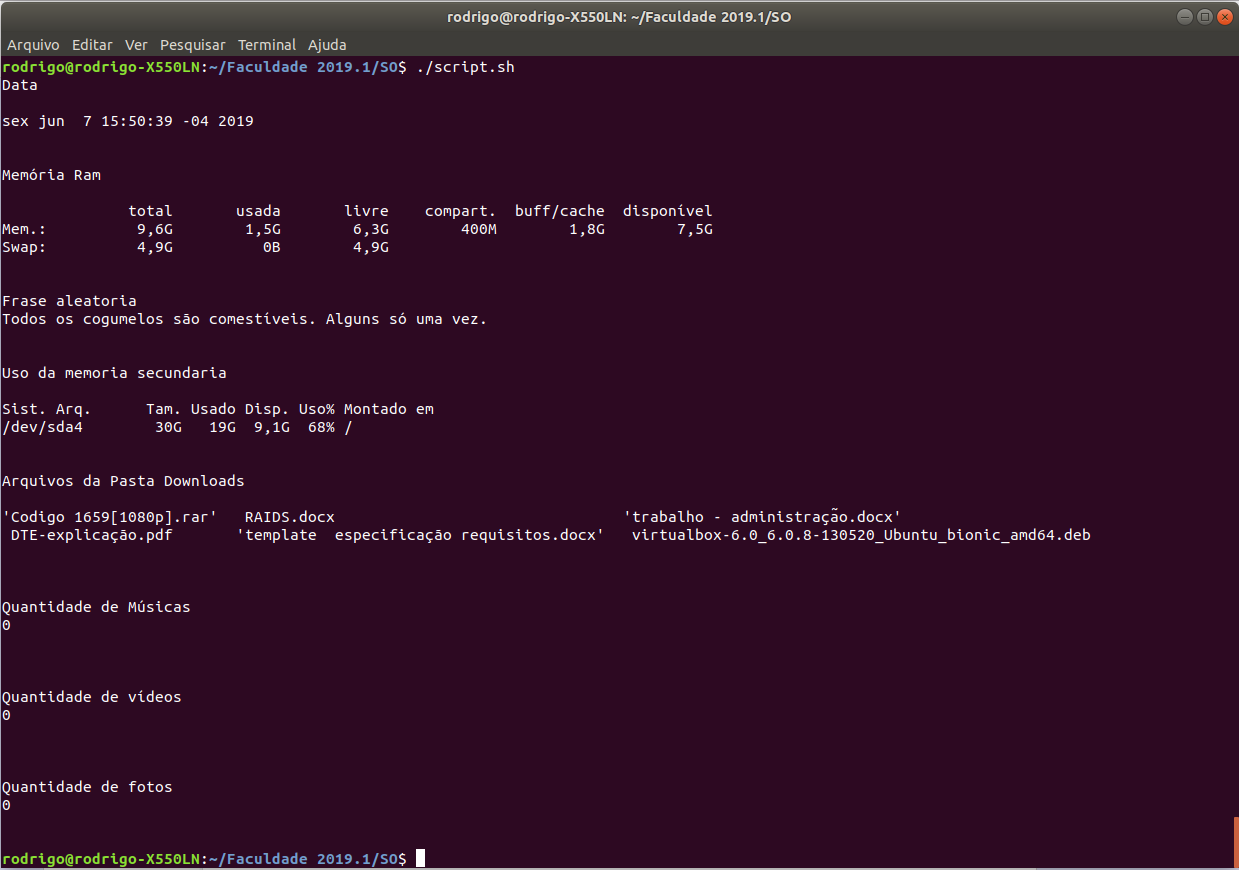 rodrigo@rodrigo-X550LN: ~/Faculdade 2019.1/SO
Arquivo Editar Ver Pesquisar Terminal Ajuda
rodrigo@rodrigo-X550LN:~/Faculdade 2019.1/SO$ ./script.sh
Data
sex jun  7 15:50:39 -04 2019
Memória Ram
              total       usada       livre    compart.  buff/cache  disponível
Mem.:          9,6G        1,5G        6,3G        400M        1,8G        7,5G
Swap:          4,9G          0B        4,9G
Frase aleatoria
Todos os cogumelos são comestíveis. Alguns só uma vez.
Uso da memoria secundaria
Sist. Arq.      Tam. Usado Disp. Uso% Montado em
/dev/sda4        30G   19G  9,1G  68% /
Arquivos da Pasta Downloads
'Codigo 1659[1080p].rar'   RAIDS.docx                                'trabalho - administração.docx'
 DTE-explicação.pdf       'template  especificação requisitos.docx'   virtualbox-6.0_6.0.8-130520_Ubuntu_bionic_amd64.deb
Quantidade de Músicas
0
Quantidade de vídeos
0
Quantidade de fotos
0
rodrigo@rodrigo-X550LN:~/Faculdade 2019.1/SO$